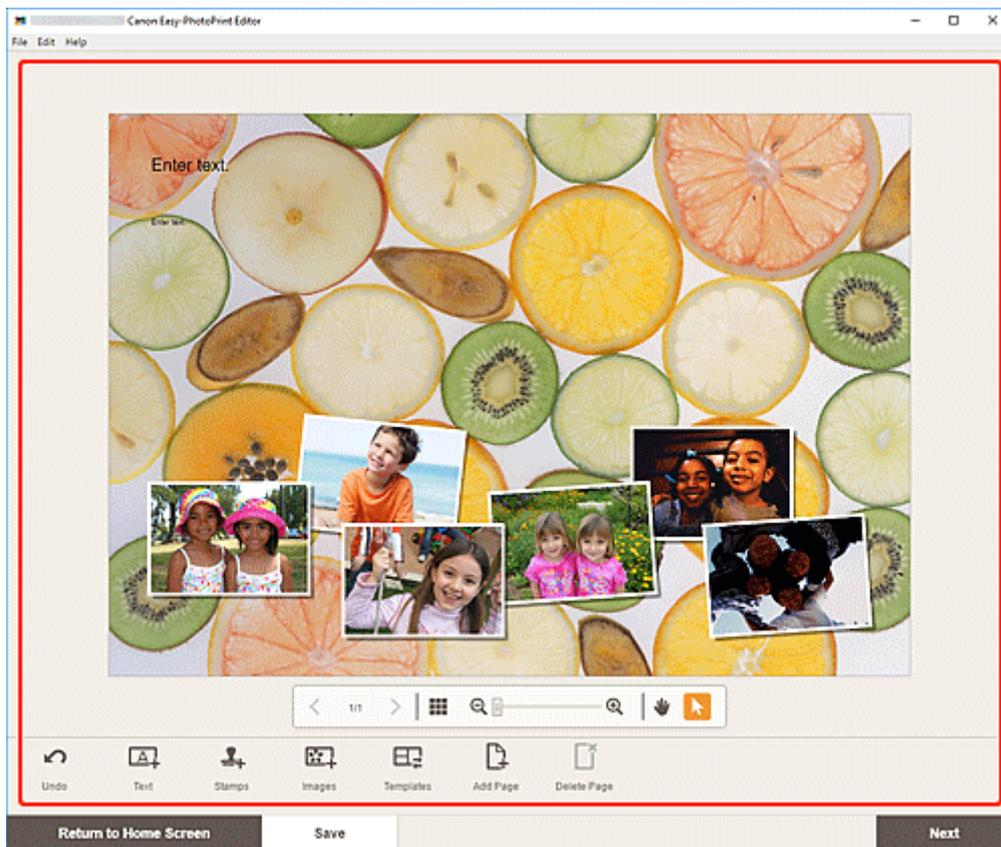 Canon Easy-PhotoPrint Editor
File Edit Help
Enter text.
Enter text.
1/1
Undo Text Stamps Images Templates Add Page Delete Page
Return to Home Screen Save Next